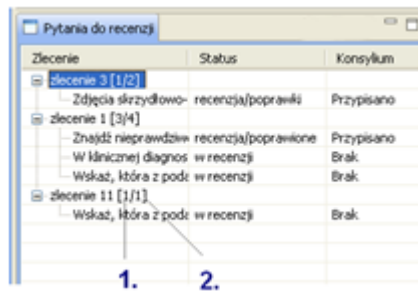 Pytania do recenzji
Zlecenie Status Konsylium
zlecenie 3 [1/2]
Zdjęcia skrzydłowo- recenzja/poprawki Przypisano
zlecenie 1 [3/4]
Znajdź nieprawdziw recenzja/poprawione Przypisano
W klinicznej diagnos w recenzji Brak
Wskaż, która z poda w recenzji Brak
zlecenie 11 [1/1]
Wskaż, która z poda w recenzji Brak
1. 2.